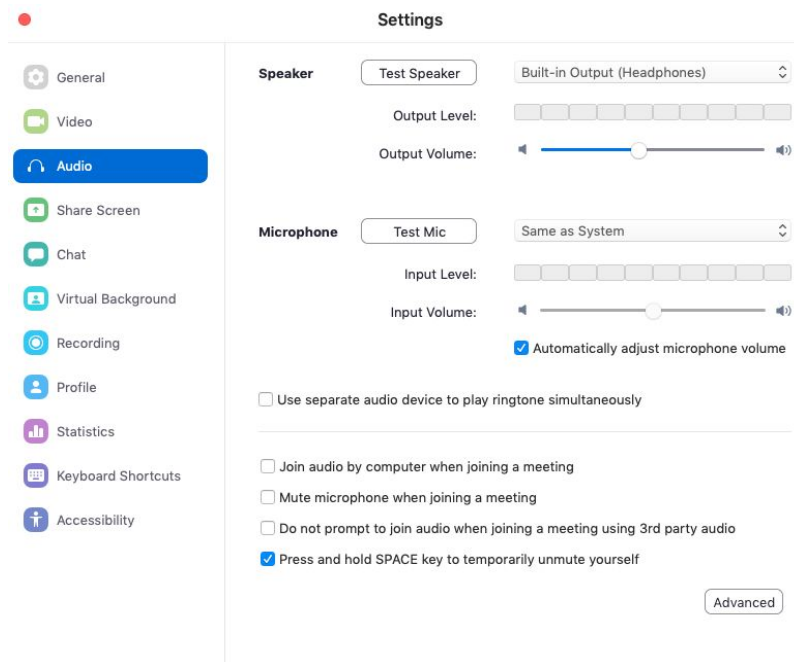 Settings
General
Video
Audio
Share Screen
Chat
Virtual Background
Recording
Profile
Statistics
Keyboard Shortcuts
Accessibility
Speaker Test Speaker Built-in Output (Headphones)
Output Level:
Output Volume:
Microphone Test Mic Same as System
Input Level:
Input Volume:
Automatically adjust microphone volume
Use separate audio device to play ringtone simultaneously
Join audio by computer when joining a meeting
Mute microphone when joining a meeting
Do not prompt to join audio when joining a meeting using 3rd party audio
Press and hold SPACE key to temporarily unmute yourself
Advanced